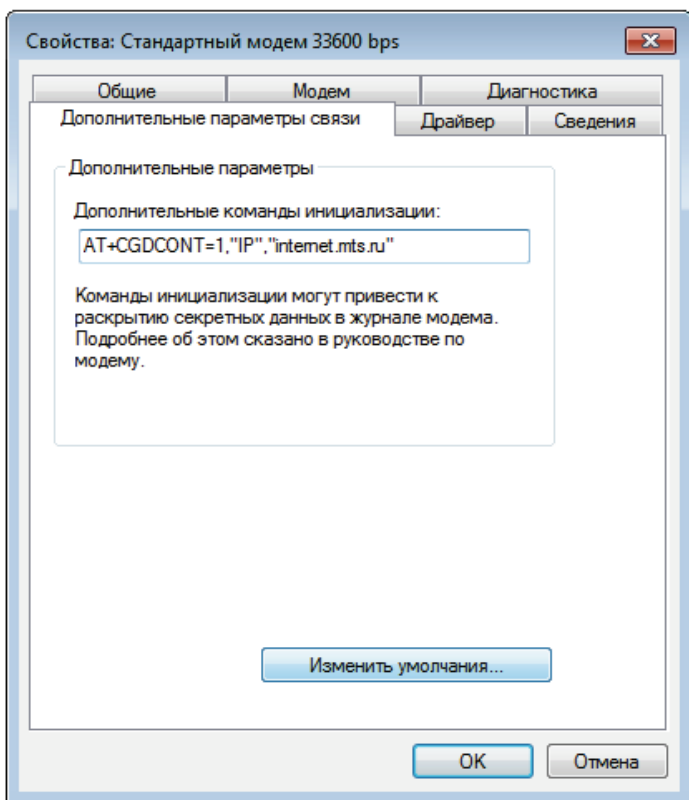 Свойства: Стандартный модем 33600 bps
Общие
Модем
Диагностика
Дополнительные параметры связи
Драйвер
Сведения
Дополнительные параметры
Дополнительные команды инициализации:
AT+CGDCONT=1,"IP","internet.mts.ru"
Команды инициализации могут привести к
раскрытию секретных данных в журнале модема.
Подробнее об этом сказано в руководстве по
модему.
Изменить умолчания...
OK
Отмена